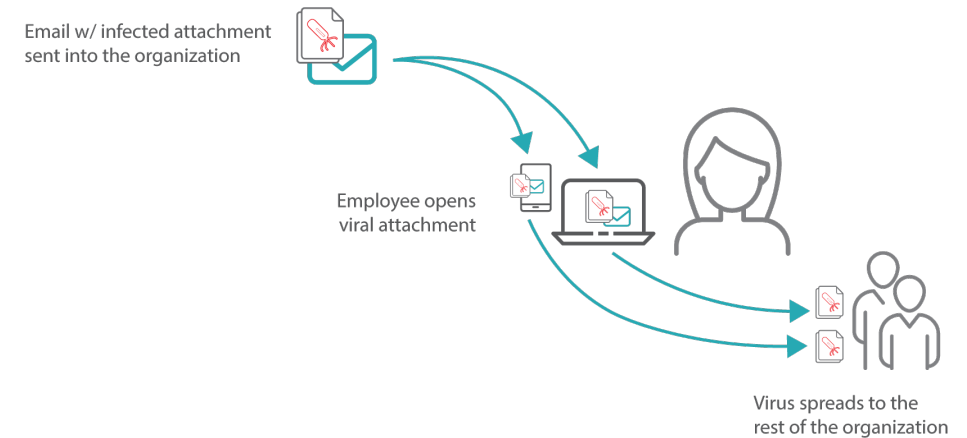 Email w/ infected attachment
sent into the organization
Employee opens
viral attachment
Virus spreads to the
rest of the organization